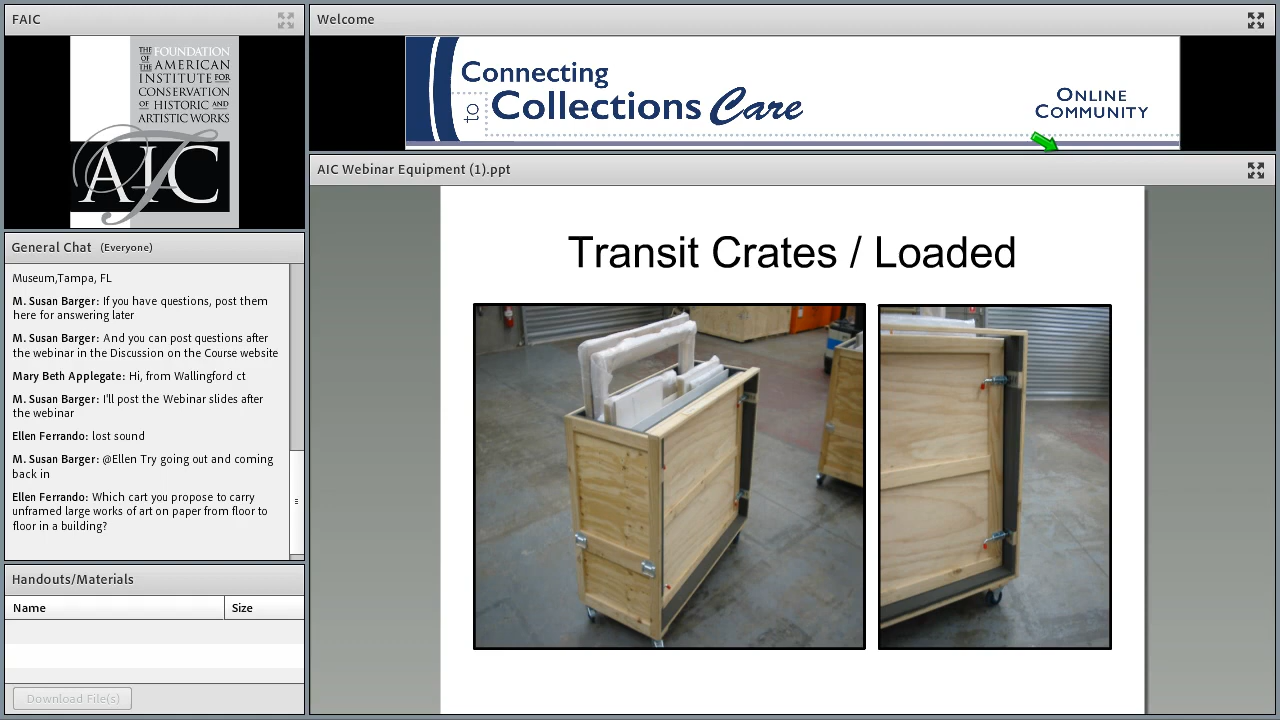 FAIC
THE FOUNDATION
OF THE AMERICAN
INSTITUTE FOR
CONSERVATION
OF HISTORIC AND
ARTISTIC WORKS
AIC
General Chat (Everyone)
Museum,Tampa, FL
M. Susan Barger: If you have questions, post them
here for answering later
M. Susan Barger: And you can post questions after
the webinar in the Discussion on the Course website
Mary Beth Applegate: Hi, from Wallingford ct
M. Susan Barger: I'll post the Webinar slides after
the webinar
Ellen Ferrando: lost sound
M. Susan Barger: @Ellen Try going out and coming
back in
Ellen Ferrando: Which cart you propose to carry
unframed large works of art on paper from floor to
floor in a building?
Handouts/Materials
Name Size
Download File(s)
Welcome
Connecting
to Collections Care
ONLINE
COMMUNITY
AIC Webinar Equipment (1).ppt
Transit Crates / Loaded